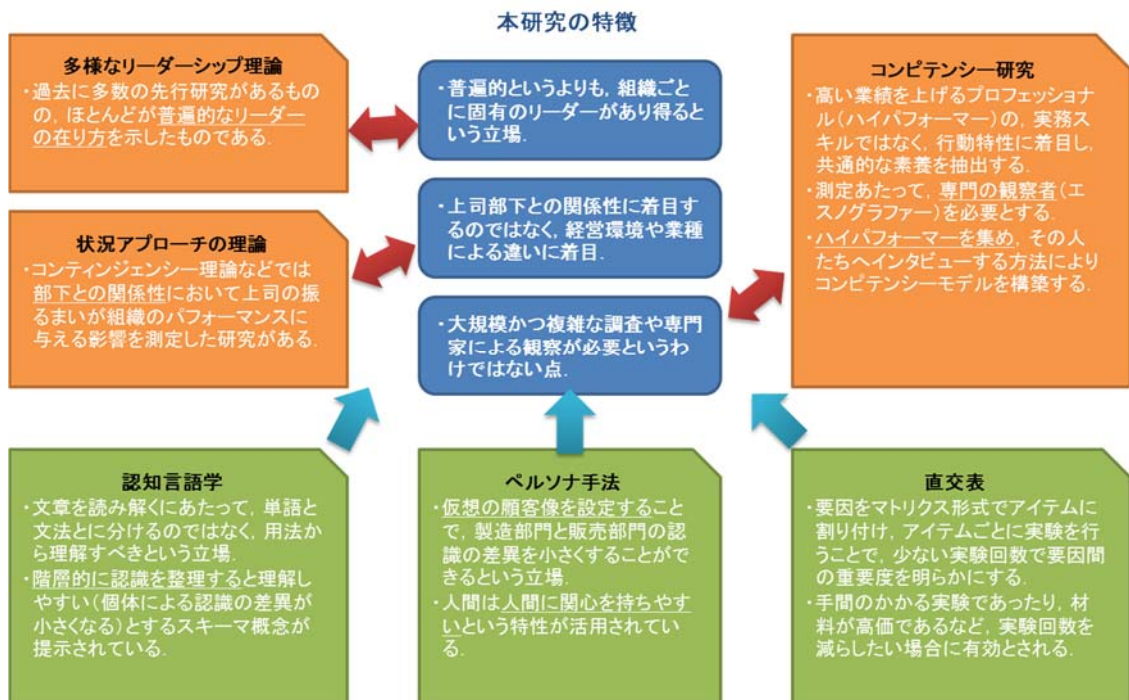 本研究の特徴
多様なリーダーシップ理論
・過去に多数の先行研究があるもの
の，ほとんどが普遍的なリーダー
の在り方を示したものである．
状況アプローチの理論
・コンティンジェンシー理論などでは
部下との関係性において上司の振
るまいが組織のパフォーマンスに
与える影響を測定した研究がある．
・普遍的というよりも，組織ごと
に固有のリーダーがあり得ると
いう立場．
・上司部下との関係性に着目す
るのではなく，経営環境や業種
による違いに着目．
・大規模かつ複雑な調査や専門
家による観察が必要というわ
けではない点．
コンピテンシー研究
・高い業績を上げるプロフェッショナ
ル（ハイパフォーマー）の，実務ス
キルではなく，行動特性に着目し，
共通的な素養を抽出する．
・測定あたって，専門の観察者（エ
スノグラファー）を必要とする．
・ハイパフォーマーを集め，その人
たちへインタビューする方法により
コンピテンシーモデルを構築する．
認知言語学
・文章を読み解くにあたって，単語と
文法とに分けるのではなく，用法か
ら理解すべきという立場．
・階層的に認識を整理すると理解し
やすい（個体による認識の差異が
小さくなる）とするスキーマ概念が
提示されている．
ペルソナ手法
・仮想の顧客像を設定すること
で，製造部門と販売部門の認
識の差異を小さくすることがで
きるという立場．
・人間は人間に関心を持ちやす
いという特性が活用されてい
る．
直交表
・要因をマトリクス形式でアイテムに
割り付け，アイテムごとに実験を行
うことで，少ない実験回数で要因間
の重要度を明らかにする．
・手間のかかる実験であったり，材
料が高価であるなど，実験回数を
減らしたい場合に有効とされる．